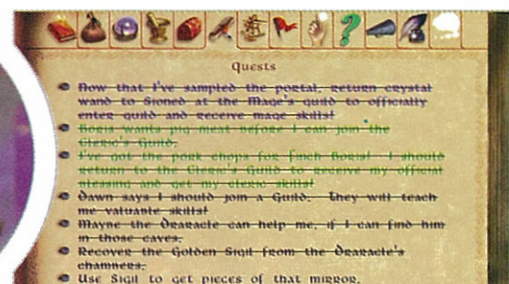 Quests
Now that I've sampled the portal, return crystal
wand to Sioned at the Mage's guild to officially
enter guild and receive mage skills!
Boris wants pig meat before I can join the
Cleric's Guild.
I've got the pork chops for finch Boris! I should
return to the Cleric's Guild to receive my official
blessing and get my cleric skills!
Dawn says I should join a Guild. They will teach
me valuable skills!
Mayne the Draracle can help me, if I can find him
in those caves.
Recover the Golden Sigil from the Draracle's
chambers.
Use Sigil to get pieces of that mirror.